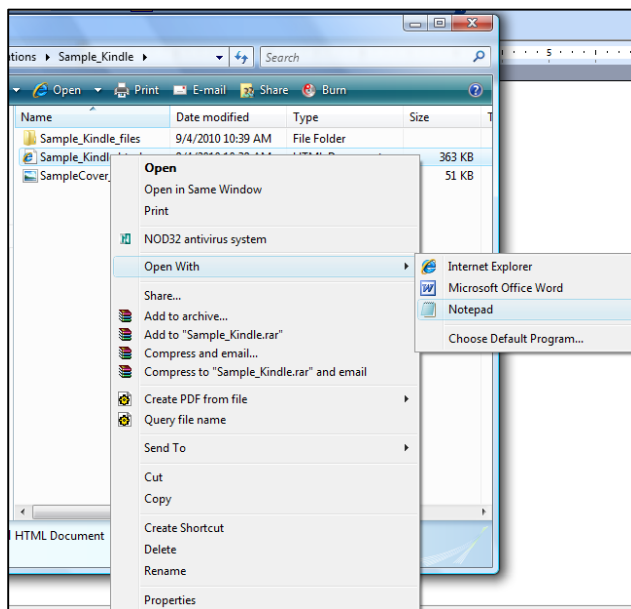 ations ▸ Sample_Kindle ▸ Search
5
Open Print E-mail Share Burn
Name Date modified Type Size
Sample_Kindle_files 9/4/2010 10:39 AM File Folder
363 KB
51 KB
Open
Open in Same Window
Print
NOD32 antivirus system
Open With
Internet Explorer
Microsoft Office Word
Notepad
Choose Default Program...
Share...
Add to archive...
Add to "Sample_Kindle.rar"
Compress and email...
Compress to "Sample_Kindle.rar" and email
Create PDF from file
Query file name
Send To
Cut
Copy
Create Shortcut
HTML Document
Delete
Rename
Properties